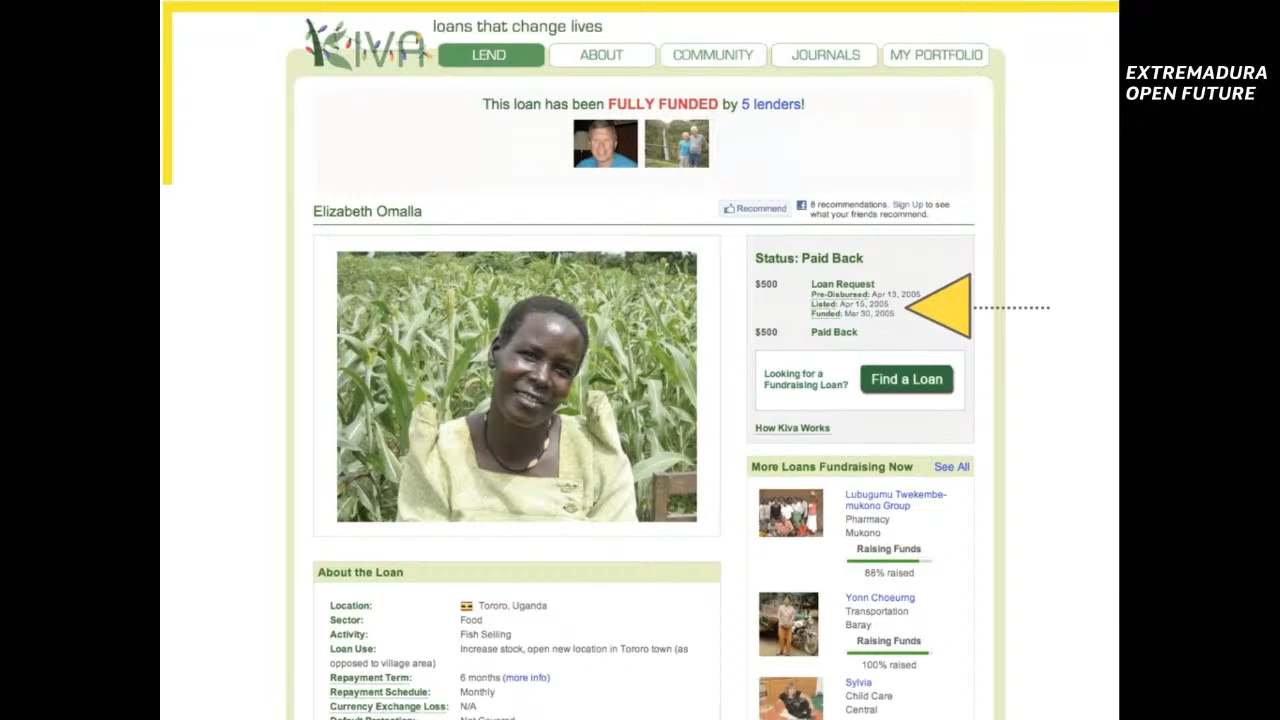 KIVA
loans that change lives
LEND
ABOUT
COMMUNITY
JOURNALS
MY PORTFOLIO
EXTREMADURA
OPEN FUTURE
This loan has been FULLY FUNDED by 5 lenders!
Elizabeth Omalla
Recommend
8 recommendations. Sign Up to see
what your friends recommend.
Status: Paid Back
$500 Loan Request
Pre-Disbursed: Apr 13, 2005
Listed: Apr 15, 2005
Funded: Mar 30, 2005
$500 Paid Back
Looking for a
Fundraising Loan?
Find a Loan
How Kiva Works
More Loans Fundraising Now See All
Lubugumu Twekembe-
mukono Group
Pharmacy
Mukono
Raising Funds
88% raised
Yonn Choeurng
Transportation
Baray
Raising Funds
100% raised
Sylvia
Child Care
Central
About the Loan
Location: Tororo, Uganda
Sector: Food
Activity: Fish Selling
Loan Use: Increase stock, open new location in Tororo town (as
opposed to village area)
Repayment Term: 6 months (more info)
Repayment Schedule: Monthly
Currency Exchange Loss: N/A